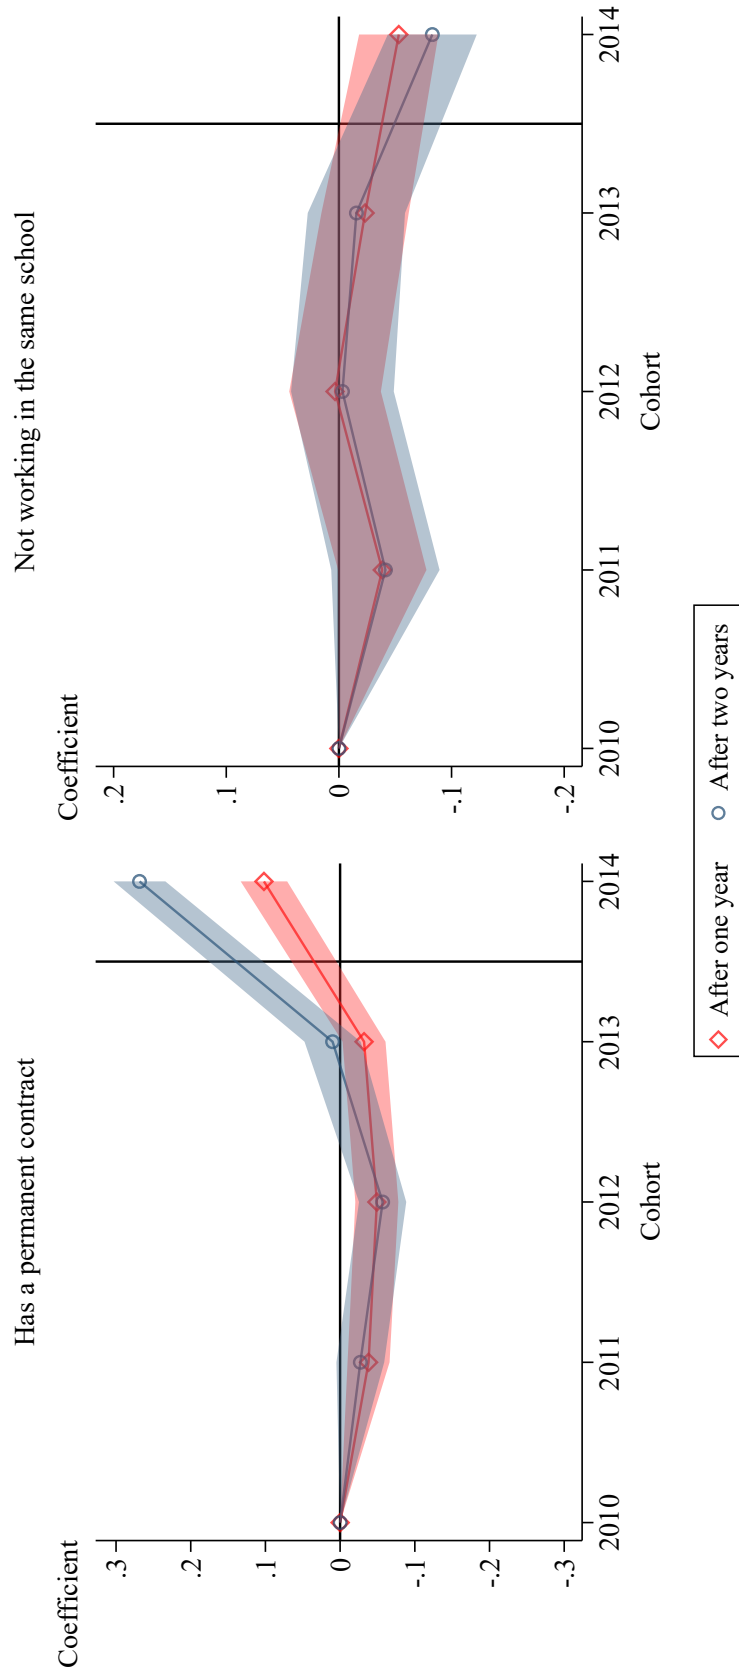 Has a permanent contract
Coefficient
.3
.2
.1
0
-.1
-.2
-.3
2010 2011 2012 2013 2014
Cohort
Not working in the same school
Coefficient
.2
.1
0
-.1
-.2
2010 2011 2012 2013 2014
Cohort
After one year After two years